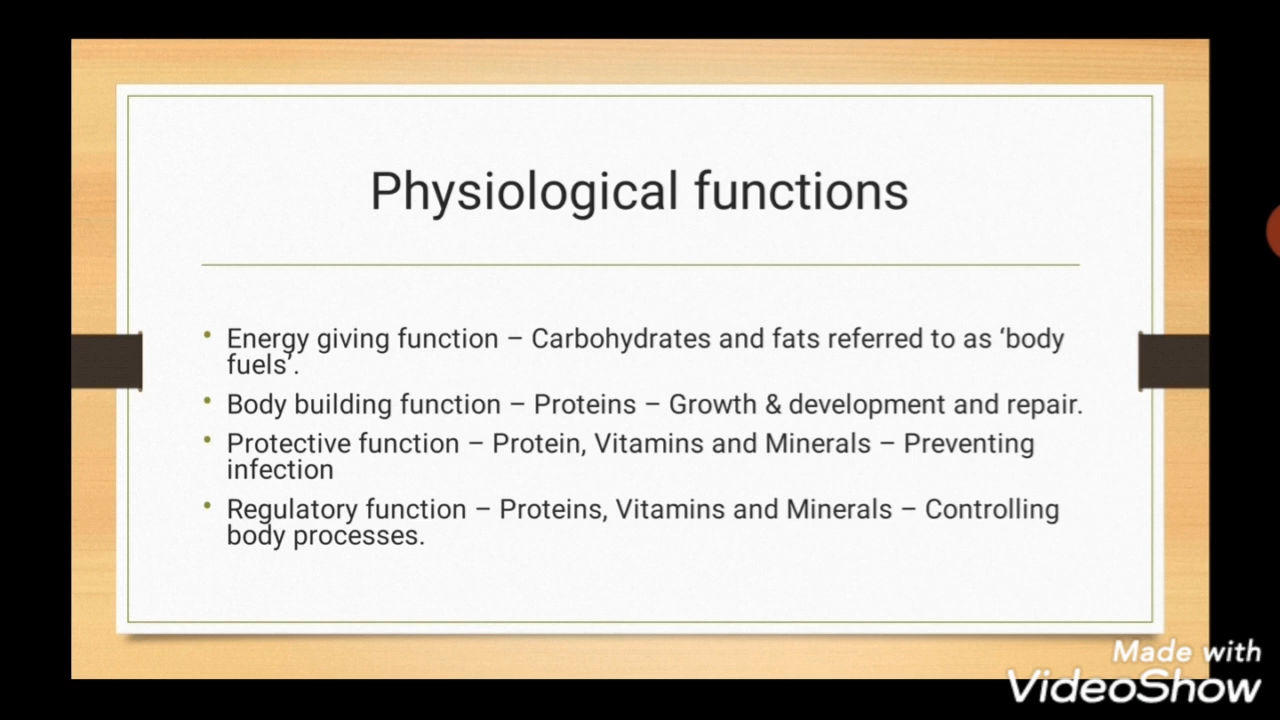 Physiological functions
• Energy giving function – Carbohydrates and fats referred to as ‘body
fuels’.
• Body building function – Proteins – Growth & development and repair.
• Protective function – Protein, Vitamins and Minerals – Preventing
infection
• Regulatory function – Proteins, Vitamins and Minerals – Controlling
body processes.
Made with
VideoShow